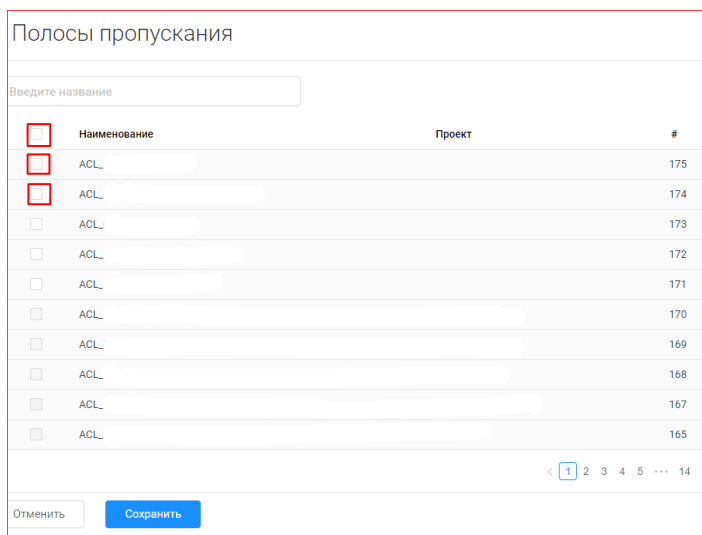 Полосы пропускания
Введите название
Наименование Проект #
ACL_ 175
ACL_ 174
ACL_ 173
ACL_ 172
ACL_ 171
ACL_ 170
ACL_ 169
ACL_ 168
ACL_ 167
ACL_ 165
< 1 2 3 4 5 ••• 14
Отменить Сохранить